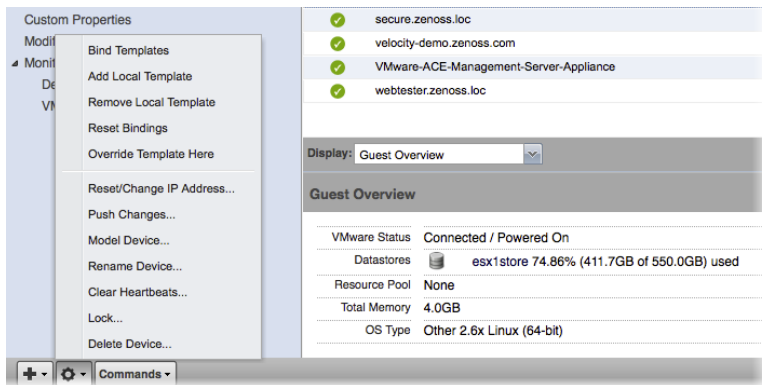 Custom Properties
Modif
Monit
De
VM
Bind Templates
Add Local Template
Remove Local Template
Reset Bindings
Override Template Here
Reset/Change IP Address...
Push Changes...
Model Device...
Rename Device...
Clear Heartbeats...
Lock...
Delete Device...
Commands
secure.zenoss.loc
velocity-demo.zenoss.com
VMware-ACE-Management-Server-Appliance
webtester.zenoss.loc
Display: Guest Overview
Guest Overview
VMware Status Connected / Powered On
Datastores esx1store 74.86% (411.7GB of 550.0GB) used
Resource Pool None
Total Memory 4.0GB
OS Type Other 2.6x Linux (64-bit)